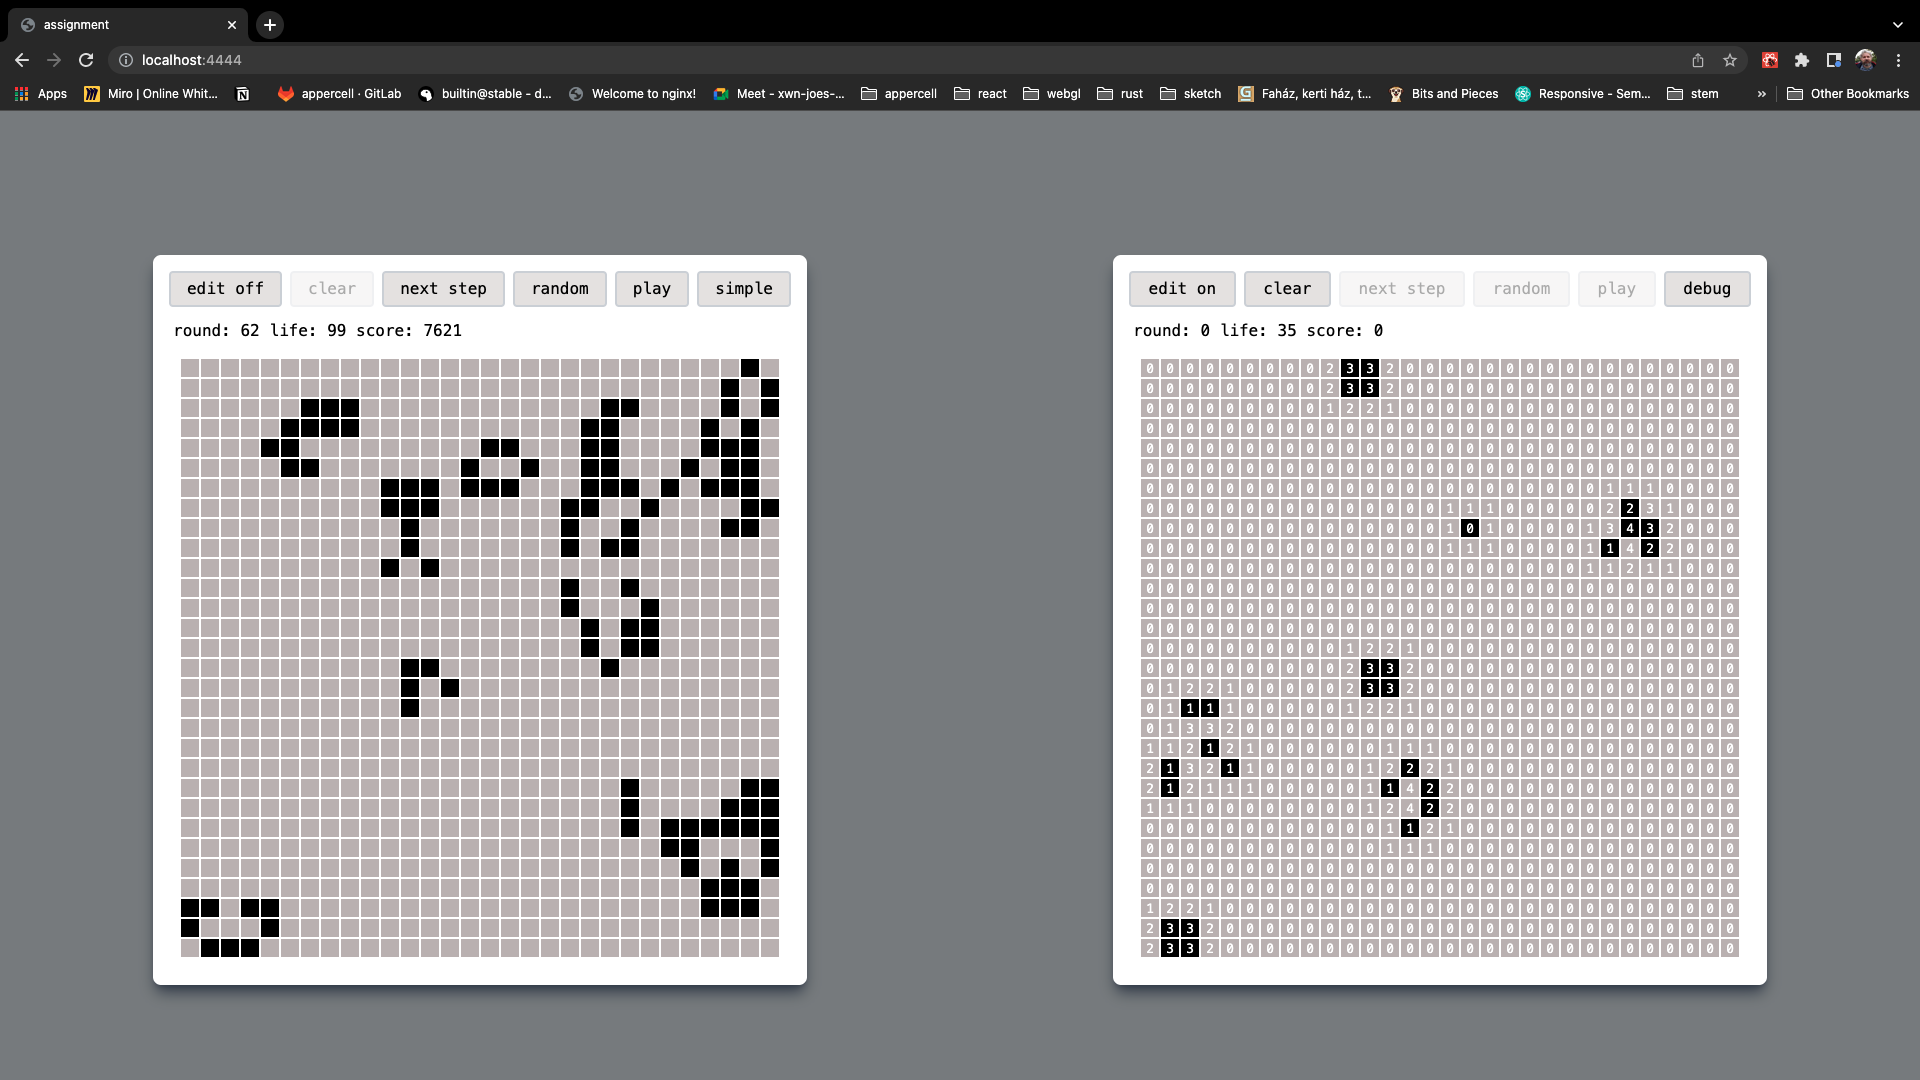 assignment
localhost:4444
Apps Miro | Online Whit... appercell · GitLab builtin@stable - d... Welcome to nginx! Meet - xwn-joes-... appercell react webgl rust sketch Faház, kerti ház, t... Bits and Pieces Responsive - Sem... stem » Other Bookmarks
edit off clear next step random play simple
round: 62 life: 99 score: 7621
edit on clear next step random play debug
round: 0 life: 35 score: 0
0 0 0 0 0 0 0 0 0 2 3 3 2 0 0 0 0 0 0 0 0 0 0 0 0 0 0 0 0 0
0 0 0 0 0 0 0 0 0 2 3 3 2 0 0 0 0 0 0 0 0 0 0 0 0 0 0 0 0 0
0 0 0 0 0 0 0 0 0 1 2 2 1 0 0 0 0 0 0 0 0 0 0 0 0 0 0 0 0 0
0 0 0 0 0 0 0 0 0 0 0 0 0 0 0 0 0 0 0 0 0 0 0 0 0 0 0 0 0 0
0 0 0 0 0 0 0 0 0 0 0 0 0 0 0 0 0 0 0 0 0 0 0 0 0 0 0 0 0 0
0 0 0 0 0 0 0 0 0 0 0 0 0 0 0 0 0 0 0 0 0 0 0 0 0 0 0 0 0 0
0 0 0 0 0 0 0 0 0 0 0 0 0 0 0 0 0 0 0 0 0 0 0 1 1 1 0 0 0 0
0 0 0 0 0 0 0 0 0 0 0 0 0 0 0 1 1 1 0 0 0 0 0 2 2 3 1 0 0 0
0 0 0 0 0 0 0 0 0 0 0 0 0 0 0 1 0 1 0 0 0 0 1 3 4 3 2 0 0 0
0 0 0 0 0 0 0 0 0 0 0 0 0 0 0 1 1 1 0 0 0 0 1 1 4 2 2 0 0 0
0 0 0 0 0 0 0 0 0 0 0 0 0 0 0 0 0 0 0 0 0 0 1 1 2 1 1 0 0 0
0 0 0 0 0 0 0 0 0 0 0 0 0 0 0 0 0 0 0 0 0 0 0 0 0 0 0 0 0 0
0 0 0 0 0 0 0 0 0 0 0 0 0 0 0 0 0 0 0 0 0 0 0 0 0 0 0 0 0 0
0 0 0 0 0 0 0 0 0 0 0 0 0 0 0 0 0 0 0 0 0 0 0 0 0 0 0 0 0 0
0 0 0 0 0 0 0 0 0 0 1 2 2 1 0 0 0 0 0 0 0 0 0 0 0 0 0 0 0 0
0 0 0 0 0 0 0 0 0 0 2 3 3 2 0 0 0 0 0 0 0 0 0 0 0 0 0 0 0 0
0 1 2 2 1 0 0 0 0 0 2 3 3 2 0 0 0 0 0 0 0 0 0 0 0 0 0 0 0 0
0 1 1 1 1 0 0 0 0 0 1 2 2 1 0 0 0 0 0 0 0 0 0 0 0 0 0 0 0 0
0 1 3 3 2 0 0 0 0 0 0 0 0 0 0 0 0 0 0 0 0 0 0 0 0 0 0 0 0 0
1 1 2 1 2 1 0 0 0 0 0 0 1 1 1 0 0 0 0 0 0 0 0 0 0 0 0 0 0 0
2 1 3 2 1 1 0 0 0 0 0 1 2 2 2 1 0 0 0 0 0 0 0 0 0 0 0 0 0 0
2 1 2 1 1 1 0 0 0 0 0 1 1 4 2 2 0 0 0 0 0 0 0 0 0 0 0 0 0 0
1 1 1 0 0 0 0 0 0 0 0 1 2 4 2 2 0 0 0 0 0 0 0 0 0 0 0 0 0 0
0 0 0 0 0 0 0 0 0 0 0 0 1 1 2 1 0 0 0 0 0 0 0 0 0 0 0 0 0 0
0 0 0 0 0 0 0 0 0 0 0 0 1 1 1 0 0 0 0 0 0 0 0 0 0 0 0 0 0 0
0 0 0 0 0 0 0 0 0 0 0 0 0 0 0 0 0 0 0 0 0 0 0 0 0 0 0 0 0 0
0 0 0 0 0 0 0 0 0 0 0 0 0 0 0 0 0 0 0 0 0 0 0 0 0 0 0 0 0 0
1 2 2 1 0 0 0 0 0 0 0 0 0 0 0 0 0 0 0 0 0 0 0 0 0 0 0 0 0 0
2 3 3 2 0 0 0 0 0 0 0 0 0 0 0 0 0 0 0 0 0 0 0 0 0 0 0 0 0 0
2 3 3 2 0 0 0 0 0 0 0 0 0 0 0 0 0 0 0 0 0 0 0 0 0 0 0 0 0 0